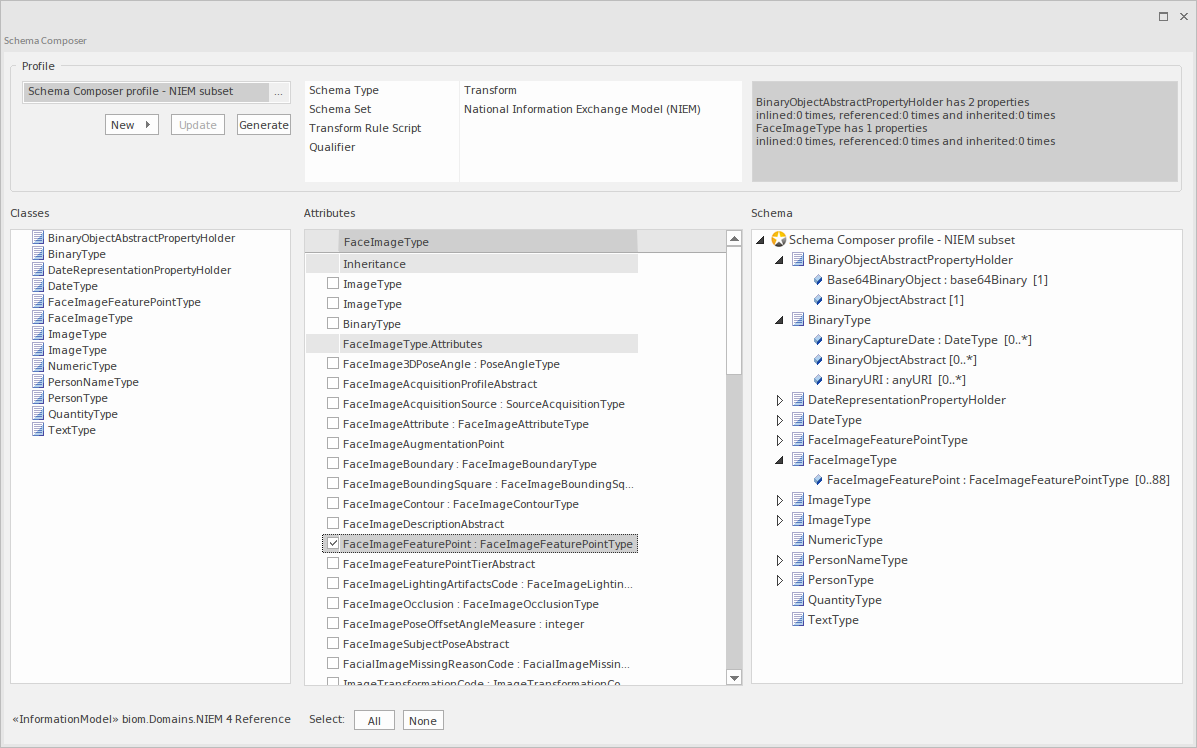 Schema Composer
Profile
Schema Composer profile - NIEM subset ...
New Update Generate
Schema Type Transform
Schema Set National Information Exchange Model (NIEM)
Transform Rule Script
Qualifier
BinaryObjectAbstractPropertyHolder has 2 properties
inlined:0 times, referenced:0 times and inherited:0 times
FaceImageType has 1 properties
inlined:0 times, referenced:0 times and inherited:0 times
Classes
BinaryObjectAbstractPropertyHolder
BinaryType
DateRepresentationPropertyHolder
DateType
FaceImageFeaturePointType
FaceImageType
ImageType
ImageType
NumericType
PersonNameType
PersonType
QuantityType
TextType
Attributes
FaceImageType
Inheritance
ImageType
ImageType
BinaryType
FaceImageType.Attributes
FaceImage3DPoseAngle : PoseAngleType
FaceImageAcquisitionProfileAbstract
FaceImageAcquisitionSource : SourceAcquisitionType
FaceImageAttribute : FaceImageAttributeType
FaceImageAugmentationPoint
FaceImageBoundary : FaceImageBoundaryType
FaceImageBoundingSquare : FaceImageBoundingSq...
FaceImageContour : FaceImageContourType
FaceImageDescriptionAbstract
FaceImageFeaturePoint : FaceImageFeaturePointType
FaceImageFeaturePointTierAbstract
FaceImageLightingArtifactsCode : FaceImageLightin...
FaceImageOcclusion : FaceImageOcclusionType
FaceImagePoseOffsetAngleMeasure : integer
FaceImageSubjectPoseAbstract
FacialImageMissingReasonCode : FacialImageMissin...
ImageTransformationCode : ImageTransformationCo...
Schema
Schema Composer profile - NIEM subset
BinaryObjectAbstractPropertyHolder
Base64BinaryObject : base64Binary [1]
BinaryObjectAbstract [1]
BinaryType
BinaryCaptureDate : DateType [0..*]
BinaryObjectAbstract [0..*]
BinaryURI : anyURI [0..*]
DateRepresentationPropertyHolder
DateType
FaceImageFeaturePointType
FaceImageType
FaceImageFeaturePoint : FaceImageFeaturePointType [0..88]
ImageType
ImageType
NumericType
PersonNameType
PersonType
QuantityType
TextType
«InformationModel» biom.Domains.NIEM 4 Reference
Select: All None